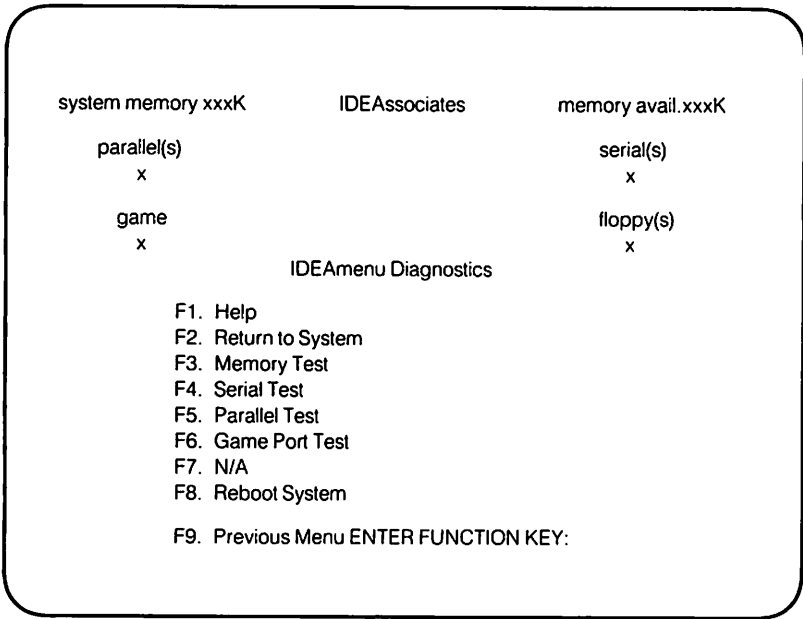 system memory xxxK IDEAssociates memory avail.xxxK
parallel(s) serial(s)
x x
game floppy(s)
x x
IDEAmenu Diagnostics
F1. Help
F2. Return to System
F3. Memory Test
F4. Serial Test
F5. Parallel Test
F6. Game Port Test
F7. N/A
F8. Reboot System
F9. Previous Menu ENTER FUNCTION KEY: